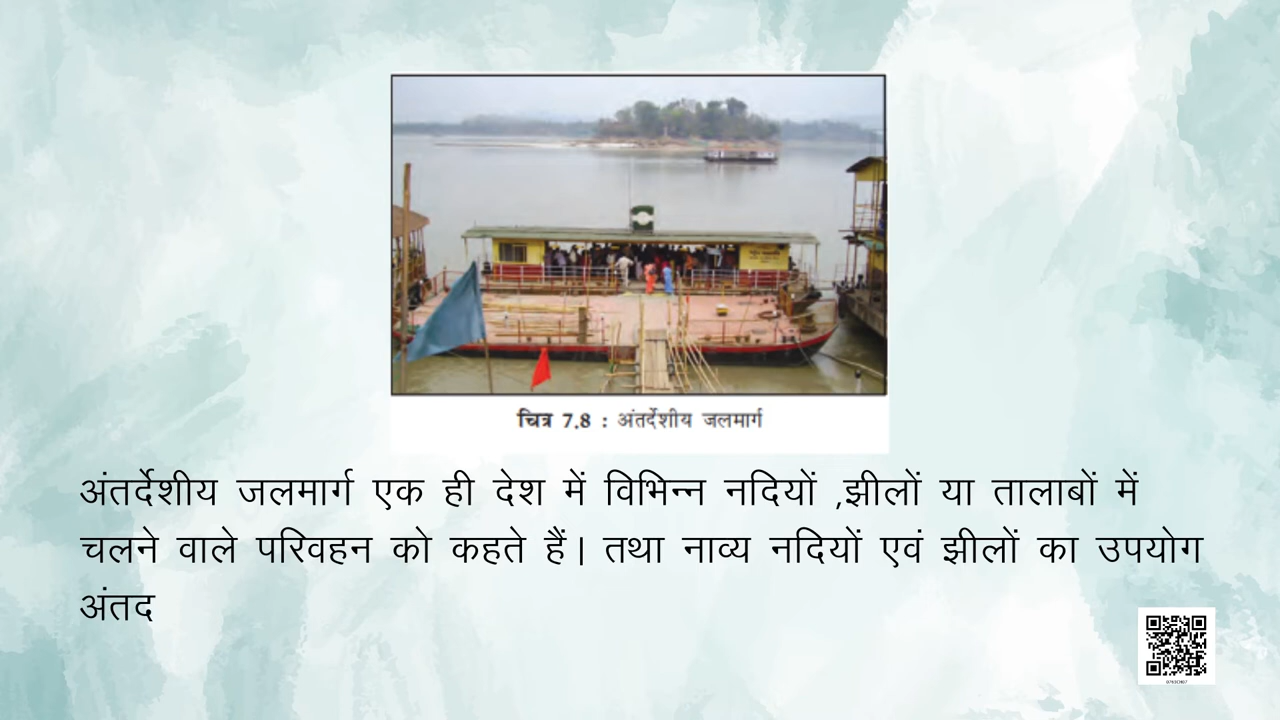 चित्र 7.8 : अंतर्देशीय जलमार्ग
अंतर्देशीय जलमार्ग एक ही देश में विभिन्न नदियों ,झीलों या तालाबों में
चलने वाले परिवहन को कहते हैं। तथा नाव्य नदियों एवं झीलों का उपयोग
अंतद